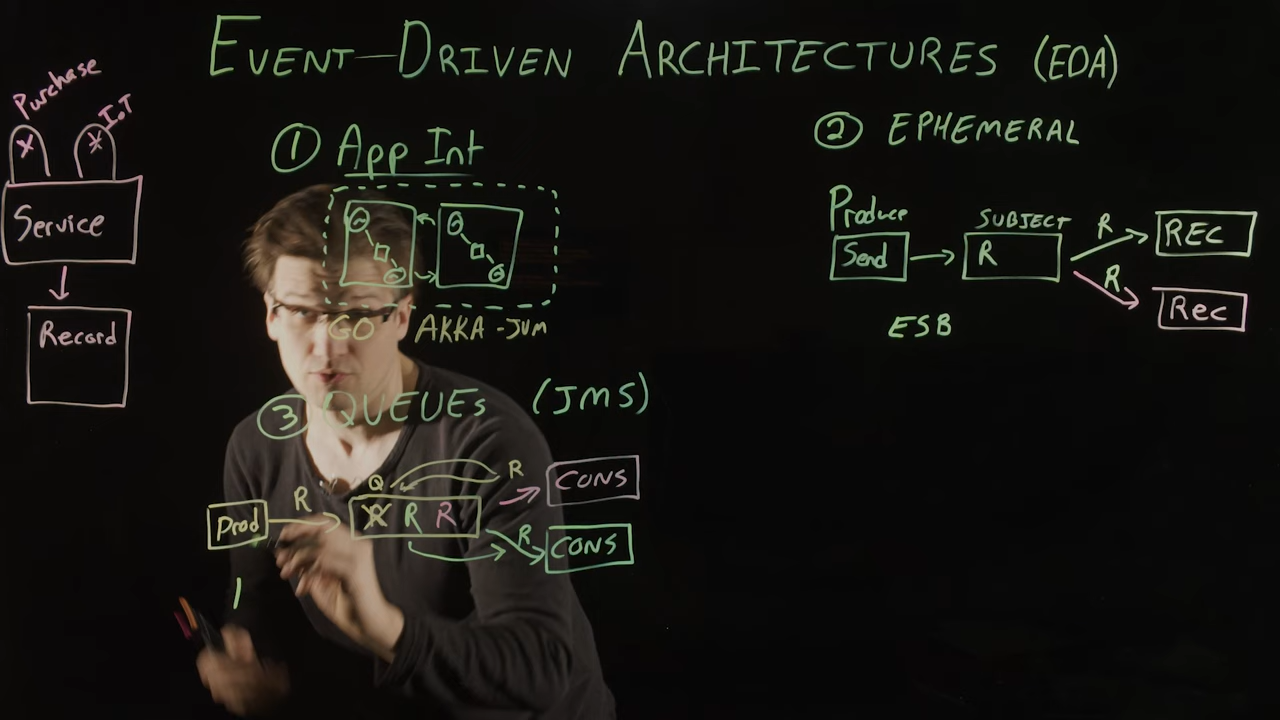 EVENT-DRIVEN ARCHITECTURES (EDA)
Purchase
IoT
X
X
Service
Record
① App Int
GO
AKKA - JVM
② EPHEMERAL
Produce
Send
SUBJECT
R
R
REC
R
Rec
ESB
③ QUEUEs (JMS)
Prod
R
Q
R R R
R
CONS
R
CONS